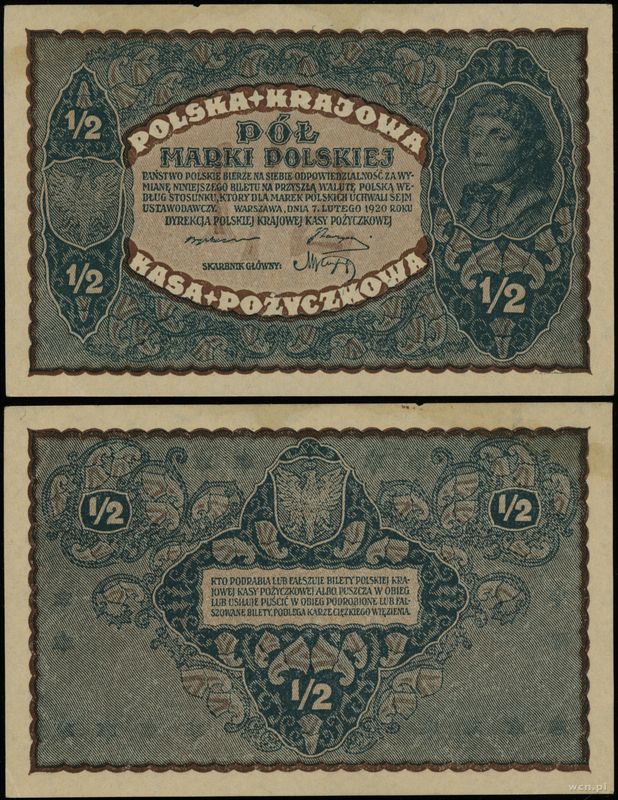 POLSKA+KRAJOWA
1/2
PÓŁ
MARKI POLSKIEJ
PAŃSTWO POLSKIE BIERZE NA SIEBIE ODPOWIEDZIALNOŚĆ ZA WY-
MIANĘ NINIEJSZEGO BILETU NA PRZYSZŁĄ WALUTĘ POLSKĄ WE-
DŁUG STOSUNKU, KTÓRY DLA MAREK POLSKICH UCHWALI SEJM
USTAWODAWCZY. WARSZAWA, DNIA 7. LUTEGO 1920 ROKU
DYREKCJA POLSKIEJ KRAJOWEJ KASY POŻYCZKOWEJ
SKARBNIK GŁÓWNY:
1/2
1/2
KASA+POŻYCZKOWA
1/2
1/2
KTO PODRABIA LUB FAŁSZUJE BILETY POLSKIEJ KRA-
JOWEJ KASY POŻYCZKOWEJ ALBO PUSZCZA W OBIEG
LUB USIŁUJE PUŚCIĆ W OBIEG PODROBIONE LUB FAŁ-
SZOWANE BILETY, PODLEGA KARZE CIĘŻKIEGO WIĘZIENIA.
1/2
wcn.pl